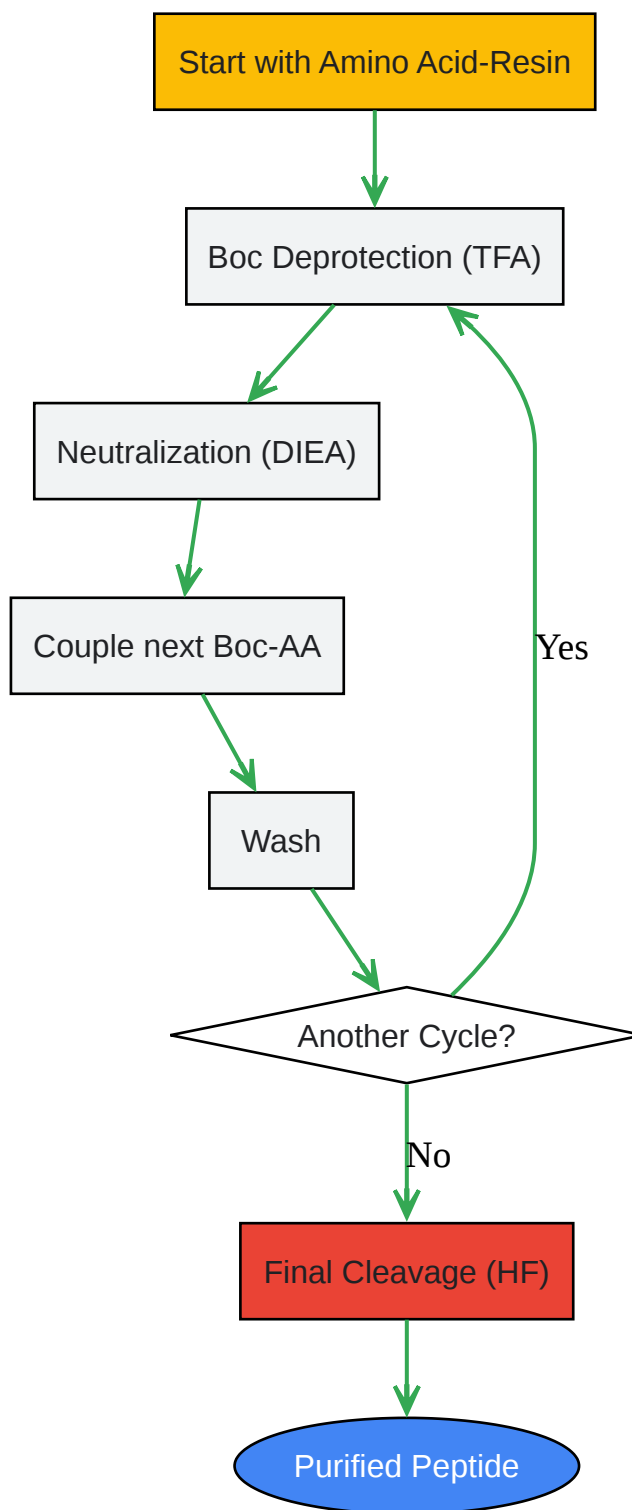 Start with Amino Acid-Resin
Boc Deprotection (TFA)
Neutralization (DIEA)
Couple next Boc-AA
Yes
Wash
Another Cycle?
No
Final Cleavage (HF)
Purified Peptide